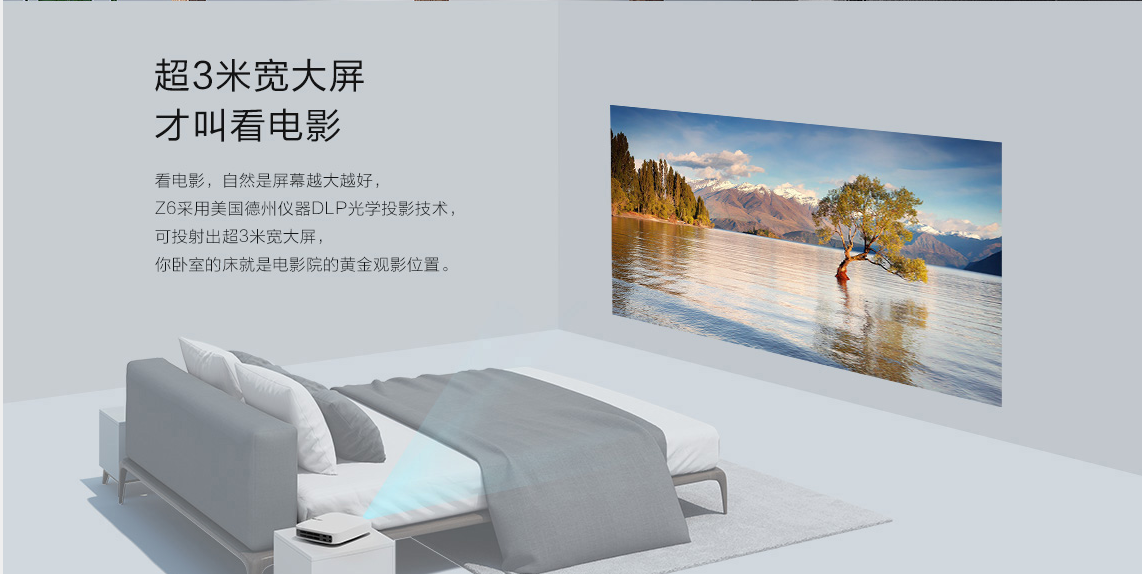 超3米宽大屏
才叫看电影
看电影，自然是屏幕越大越好，
Z6采用美国德州仪器DLP光学投影技术，
可投射出超3米宽大屏，
你卧室的床就是电影院的黄金观影位置。